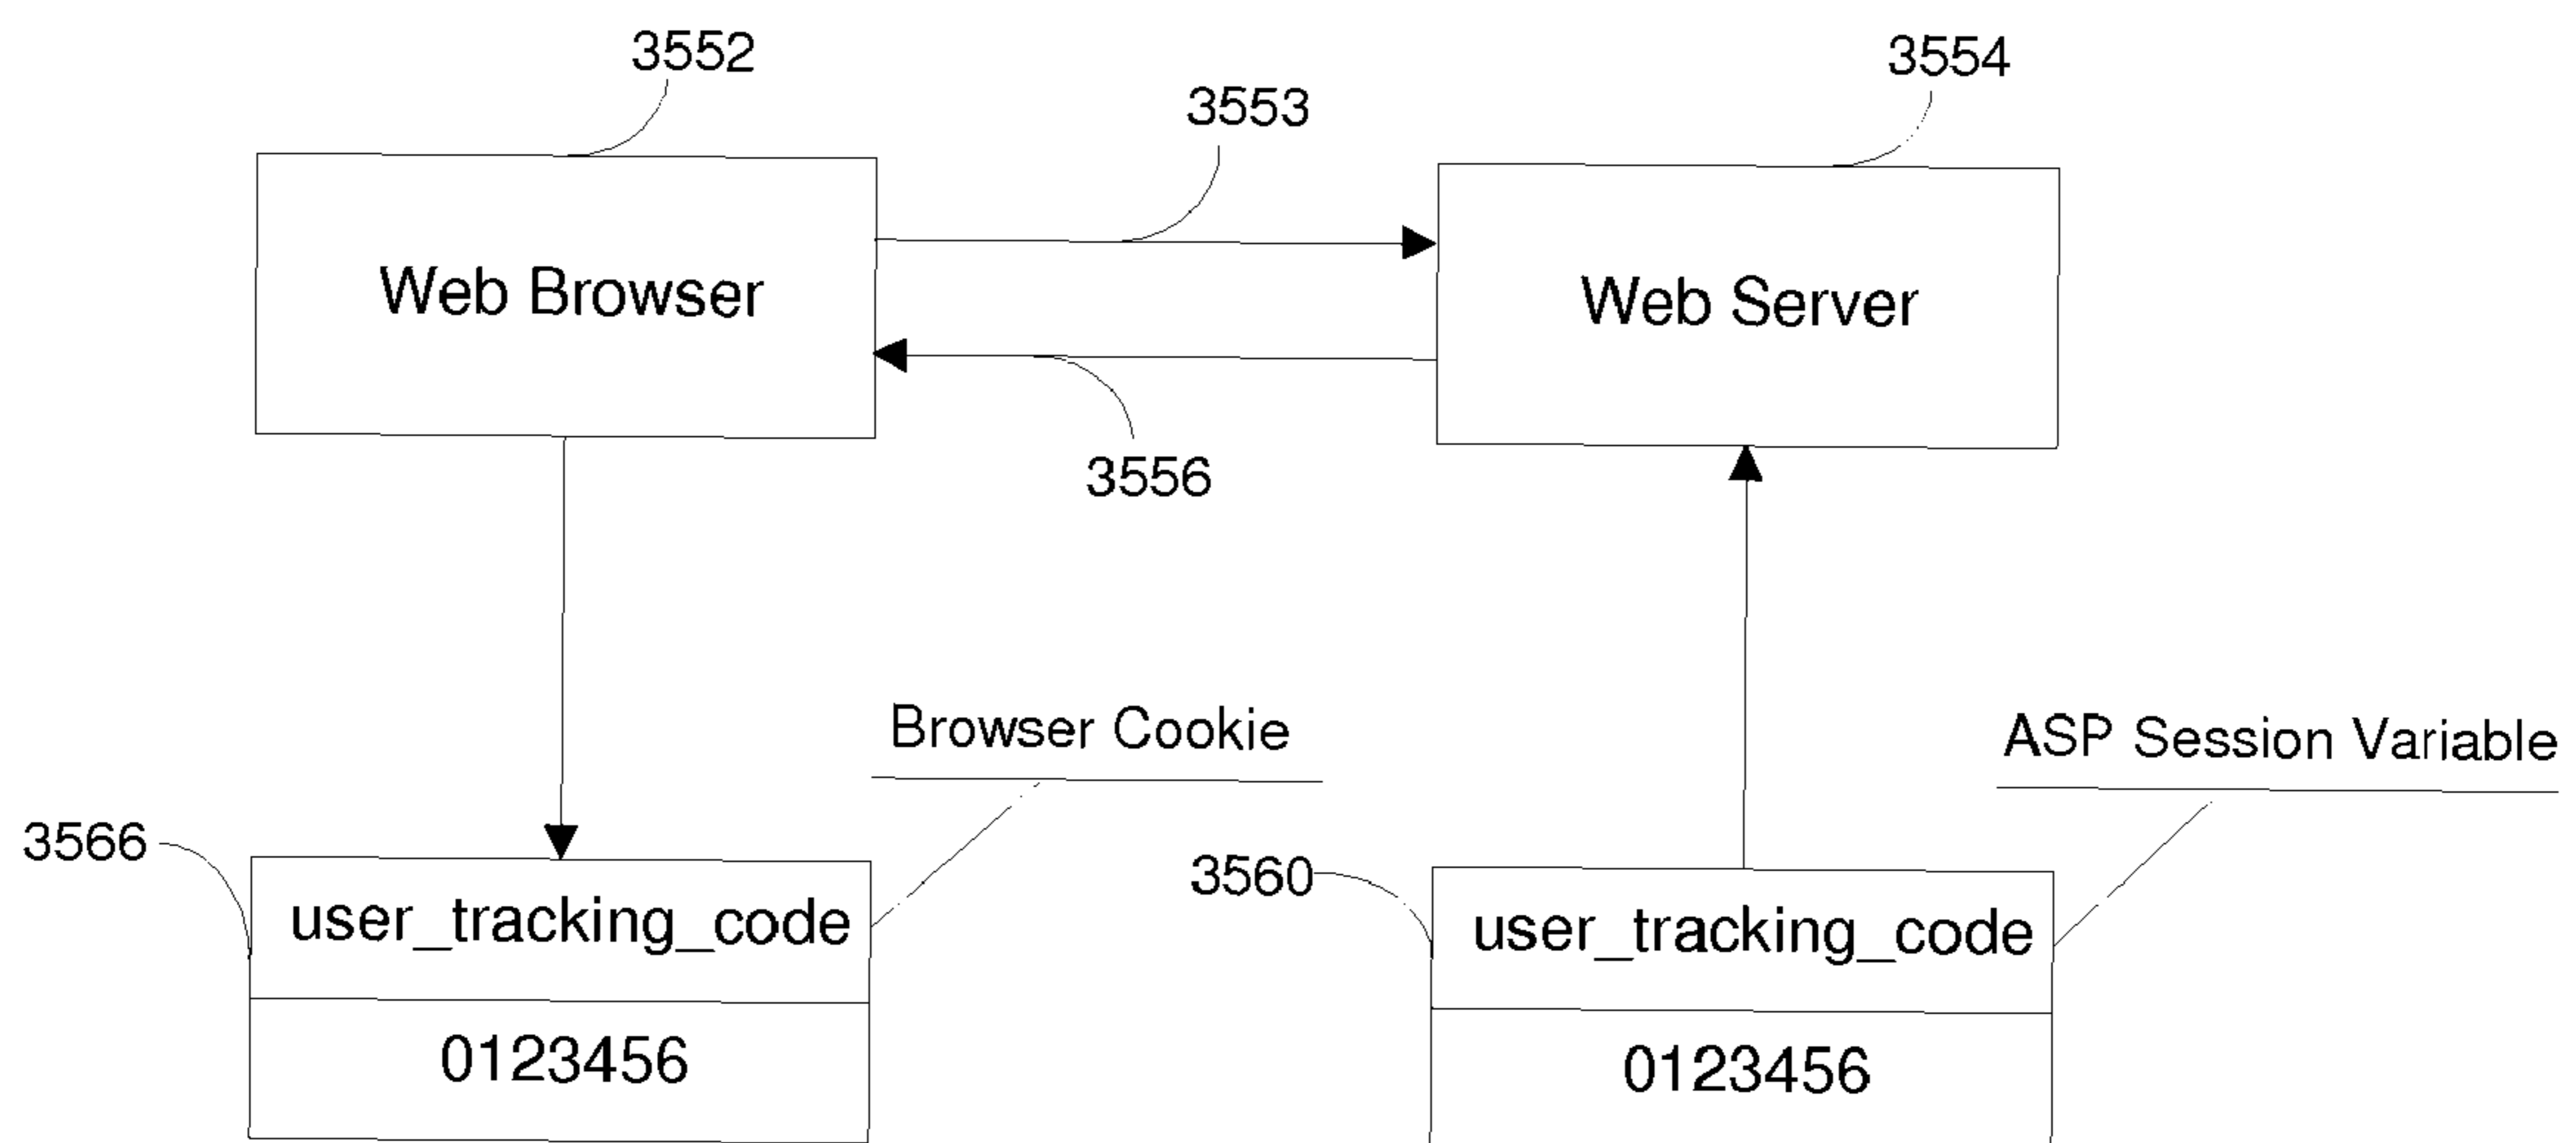 3552
3553
3554
Web Browser
Web Server
3556
Browser Cookie
ASP Session Variable
3566
3560
user_tracking_code
user_tracking_code
0123456
0123456